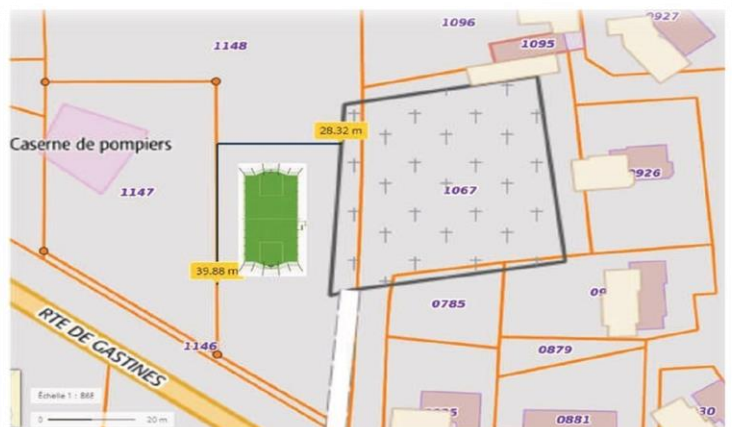 1096
0927
1148
1095
28.32 m
Caserne de pompiers
1147
1067
0926
39.88 m
0785
RTE DE GASTINES
1146
0879
Échelle 1 : 868
0 20 m
0881
30